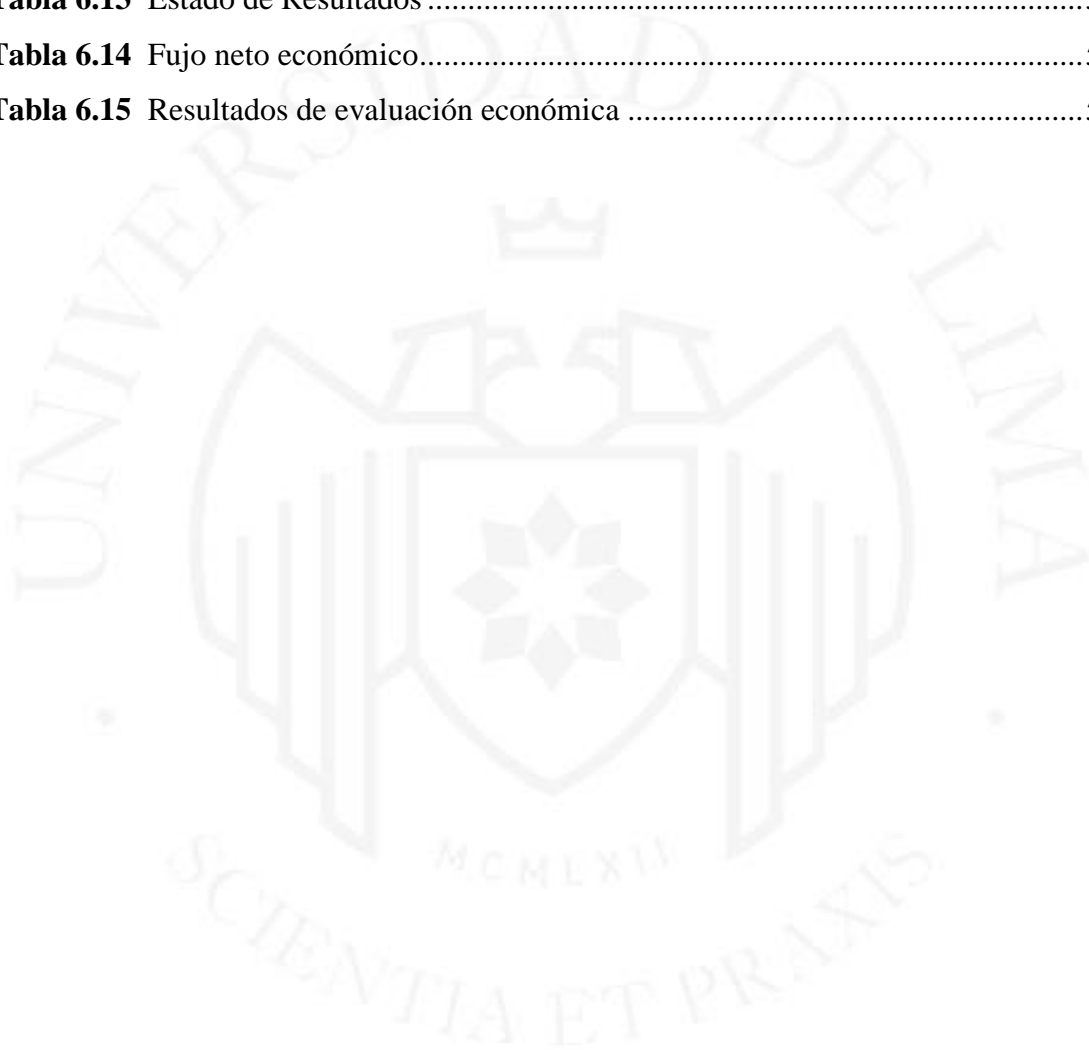 Tabla 6.13 Estado de Resultados
Tabla 6.14 Fujo neto económico
Tabla 6.15 Resultados de evaluación económica
UNIVERSIDAD DE LIMA
MCMLXII
SCIENTIA ET PRAXIS